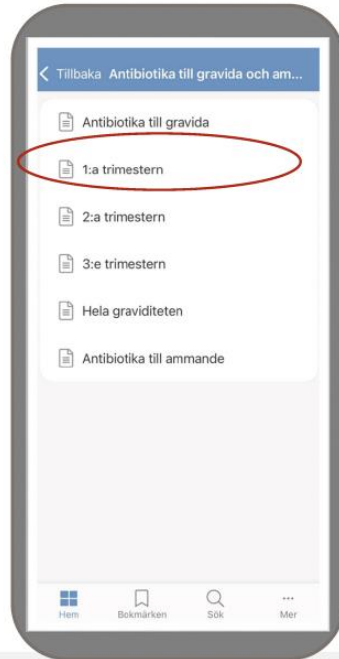 Tillbaka Antibiotika till gravida och am...
Antibiotika till gravida
1:a trimestern
2:a trimestern
3:e trimestern
Hela graviditeten
Antibiotika till ammande
Hem Bokmärken Sök Mer